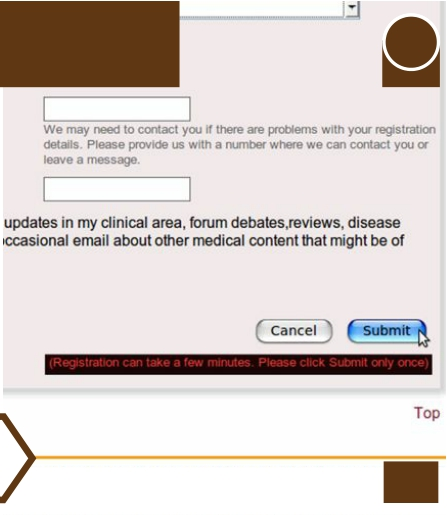 We may need to contact you if there are problems with your registration
details. Please provide us with a number where we can contact you or
leave a message.
updates in my clinical area, forum debates,reviews, disease
occasional email about other medical content that might be of
Cancel
Submit
(Registration can take a few minutes. Please click Submit only once)
Top